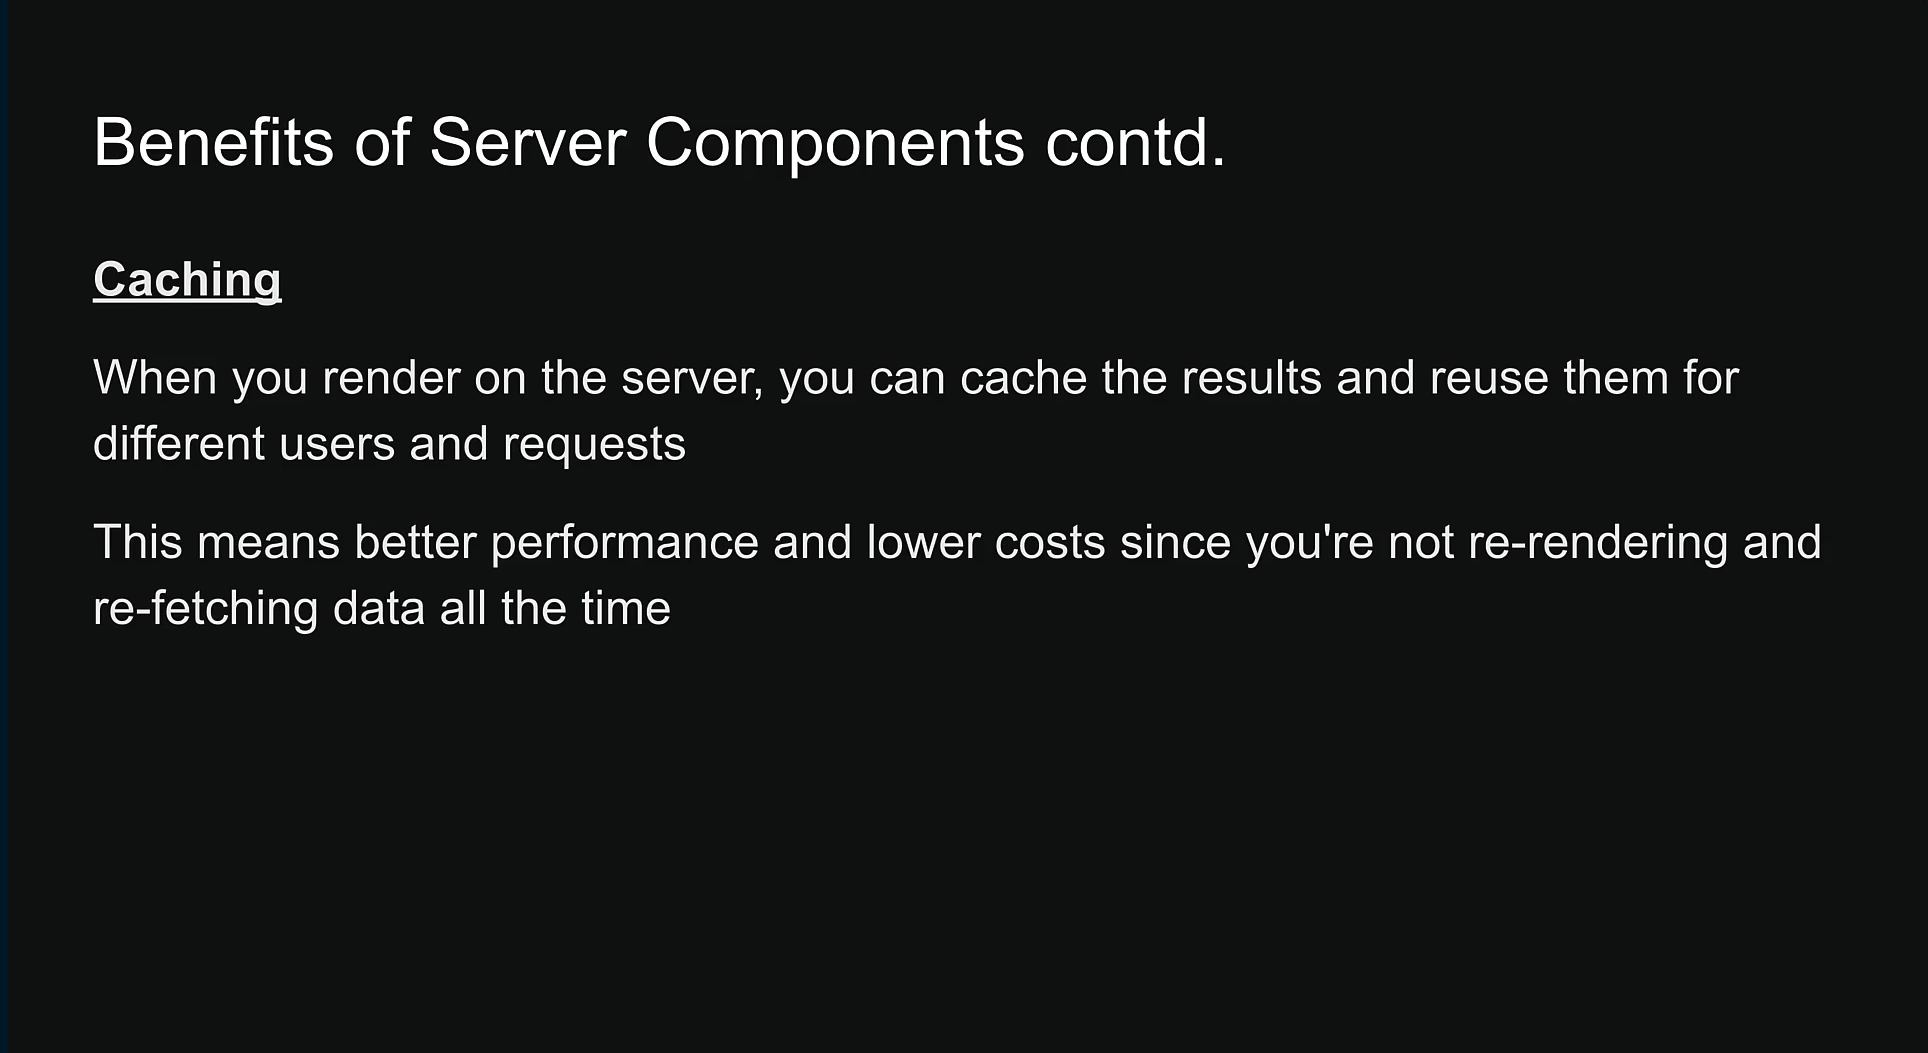 Benefits of Server Components contd.
Caching
When you render on the server, you can cache the results and reuse them for
different users and requests
This means better performance and lower costs since you're not re-rendering and
re-fetching data all the time